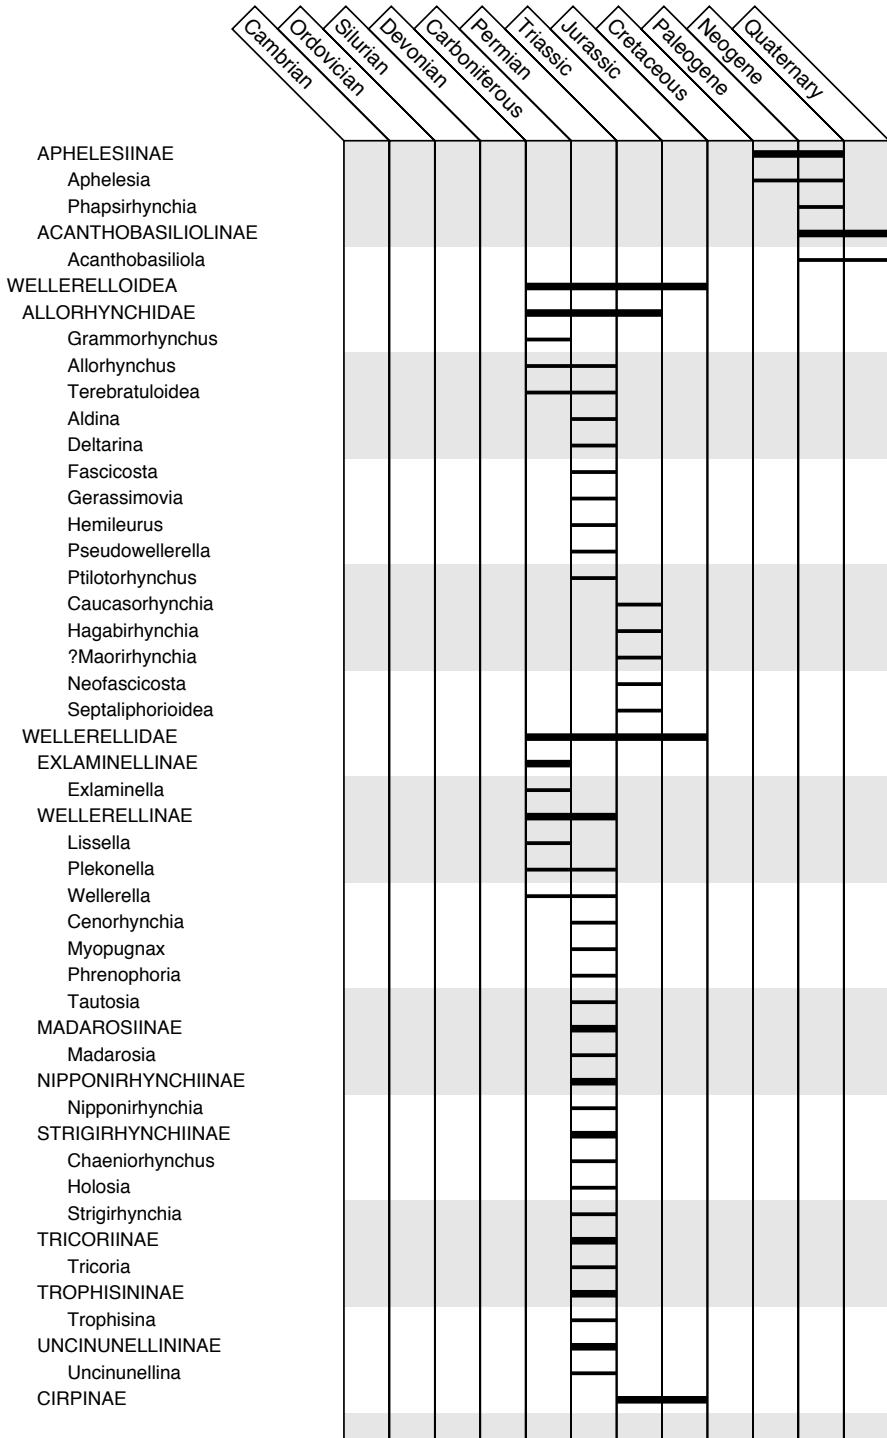 Cambrian
Ordovician
Silurian
Devonian
Carboniferous
Permian
Triassic
Jurassic
Cretaceous
Paleogene
Neogene
Quaternary
APHELESIINAE
Aphelesia
Phapsirhynchia
ACANTHOBASILIOLINAE
Acanthobasiliola
WELLERELLOIDEA
ALLORHYNCHIDAE
Grammorhynchus
Allorhynchus
Terebratuloidea
Aldina
Deltarina
Fascicosta
Gerassimovia
Hemileurus
Pseudowellerella
Ptilotorhynchus
Caucasorhynchia
Hagabirhynchia
?Maorirhynchia
Neofascicosta
Septaliphorioidea
WELLERELLIDAE
EXLAMINELLINAE
Exlaminella
WELLERELLINAE
Lissella
Plekonella
Wellerella
Cenorhynchia
Myopugnax
Phrenophoria
Tautosia
MADAROSIINAE
Madarosia
NIPPONIRHYNCHIINAE
Nipponirhynchia
STRIGIRHYNCHIINAE
Chaeniorhynchus
Holosia
Strigirhynchia
TRICORIINAE
Tricoria
TROPHISININAE
Trophisina
UNCINUNELLININAE
Uncinunellina
CIRPINAE